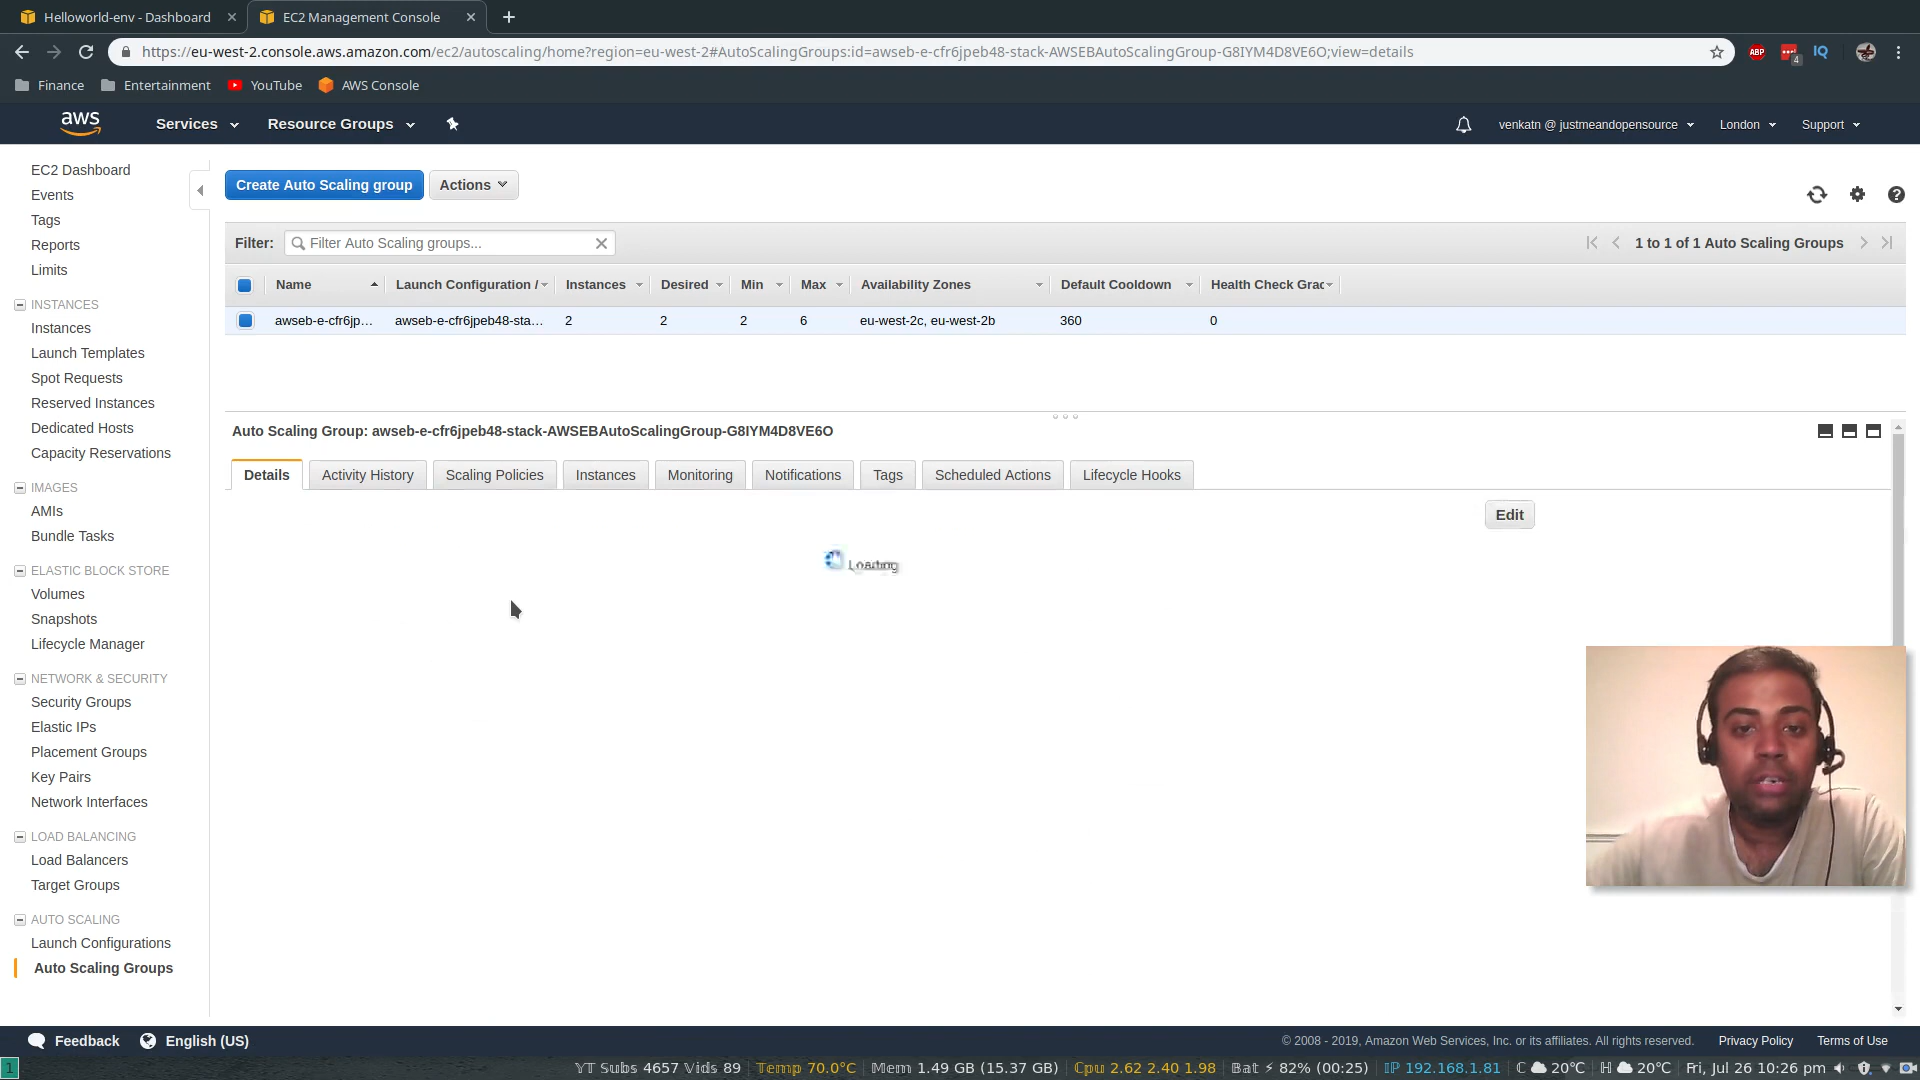 Helloworld-env - Dashboard
EC2 Management Console
https://eu-west-2.console.aws.amazon.com/ec2/autoscaling/home?region=eu-west-2#AutoScalingGroups:id=awseb-e-cfr6jpeb48-stack-AWSEBAutoScalingGroup-G8IYM4D8VE6O;view=details
ABP
4
IQ
Finance
Entertainment
YouTube
AWS Console
aws
Services
Resource Groups
venkatn @ justmeandopensource
London
Support
EC2 Dashboard
Events
Tags
Reports
Limits
INSTANCES
Instances
Launch Templates
Spot Requests
Reserved Instances
Dedicated Hosts
Capacity Reservations
IMAGES
AMIs
Bundle Tasks
ELASTIC BLOCK STORE
Volumes
Snapshots
Lifecycle Manager
NETWORK & SECURITY
Security Groups
Elastic IPs
Placement Groups
Key Pairs
Network Interfaces
LOAD BALANCING
Load Balancers
Target Groups
AUTO SCALING
Launch Configurations
Auto Scaling Groups
Create Auto Scaling group
Actions
Filter:
Filter Auto Scaling groups...
1 to 1 of 1 Auto Scaling Groups
Name Launch Configuration / Instances Desired Min Max Availability Zones Default Cooldown Health Check Grac
awseb-e-cfr6jp... awseb-e-cfr6jpeb48-sta... 2 2 2 6 eu-west-2c, eu-west-2b 360 0
Auto Scaling Group: awseb-e-cfr6jpeb48-stack-AWSEBAutoScalingGroup-G8IYM4D8VE6O
Details Activity History Scaling Policies Instances Monitoring Notifications Tags Scheduled Actions Lifecycle Hooks
Edit
Loading
Feedback
English (US)
© 2008 - 2019, Amazon Web Services, Inc. or its affiliates. All rights reserved.
Privacy Policy
Terms of Use
1
YT Subs 4657 Vids 89
Temp 70.0°C
Mem 1.49 GB (15.37 GB)
Cpu 2.62 2.40 1.98
Bat ⚡ 82% (00:25)
IP 192.168.1.81
C 20℃
H 20℃
Fri, Jul 26 10:26 pm